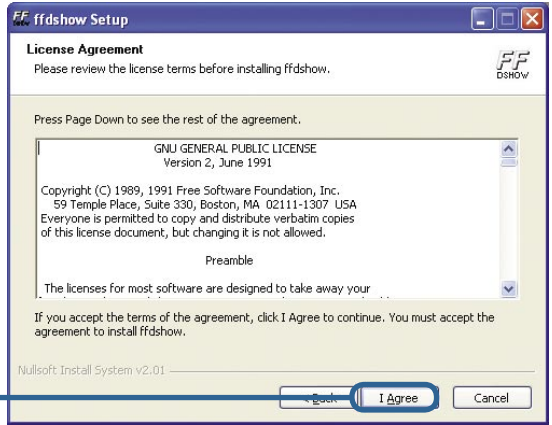 ffdshow Setup
License Agreement
Please review the license terms before installing ffdshow.
FF
DSHOW
Press Page Down to see the rest of the agreement.
GNU GENERAL PUBLIC LICENSE
Version 2, June 1991
Copyright (C) 1989, 1991 Free Software Foundation, Inc.
59 Temple Place, Suite 330, Boston, MA 02111-1307 USA
Everyone is permitted to copy and distribute verbatim copies
of this license document, but changing it is not allowed.
Preamble
The licenses for most software are designed to take away your
If you accept the terms of the agreement, click I Agree to continue. You must accept the
agreement to install ffdshow.
Nullsoft Install System v2.01
< Back
I Agree
Cancel